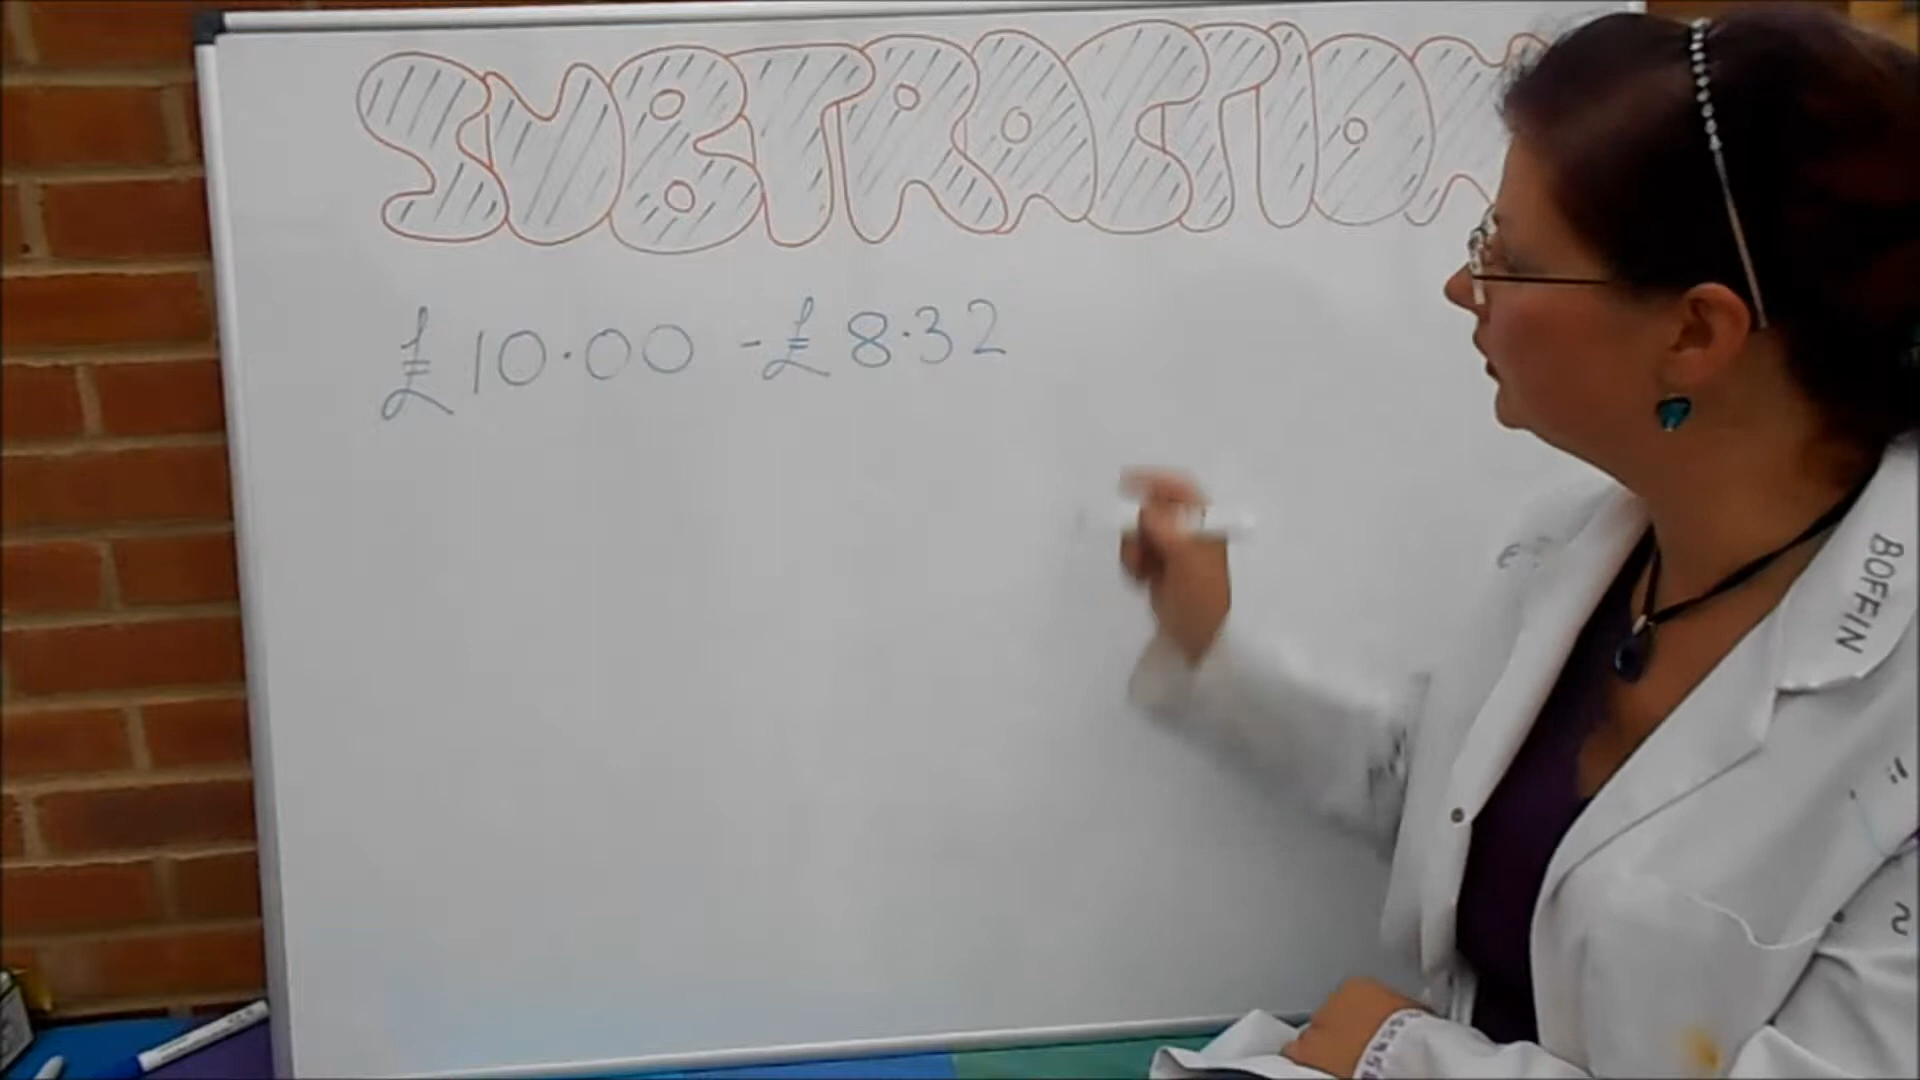 SUBTRACTION
£10.00 - £8.32
BOFFIN